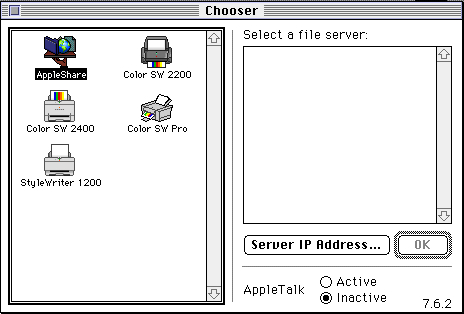 Chooser
AppleShare
Color SW 2200
Color SW 2400
Color SW Pro
StyleWriter 1200
Select a file server:
Server IP Address...
OK
AppleTalk
Active
Inactive
7.6.2